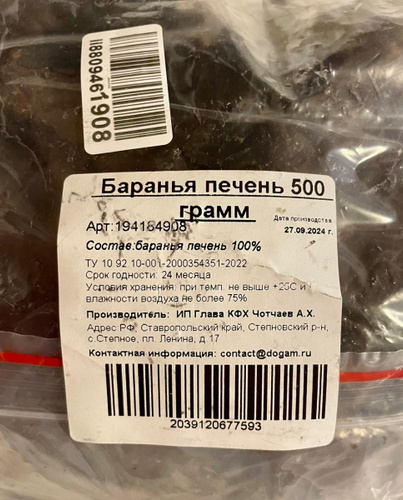 li8809461908
Баранья печень 500
грамм
Дата производства
Арт:194184908
27.09.2024 г.
Состав:баранья печень 100%
ТУ 10 92 10-001-2000354351-2022
Срок годности: 24 месяца
Условия хранения: при темп. не выше +25С и
влажности воздуха не более 75%
Производитель: ИП Глава КФХ Чотчаев А.Х.
Адрес РФ, Ставропольский край, Степновский р-н,
с.Степное, пл. Ленина, д.17
Контактная информация: contact@dogam.ru
2039120677593